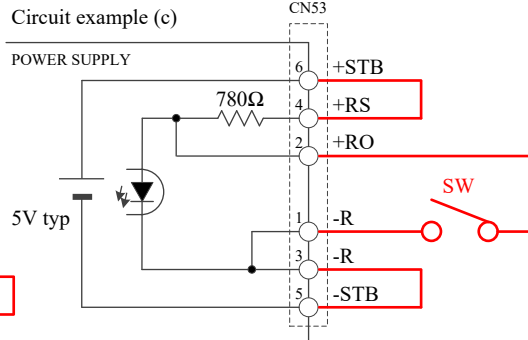 CN53
Circuit example (c)
POWER SUPPLY
6 +STB
780Ω 4 +RS
2 +RO
SW
5V typ
1 -R
3 -R
5 -STB